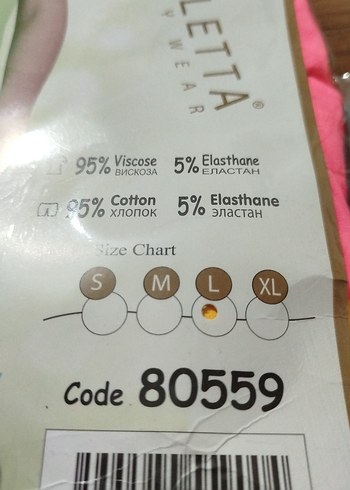 LETTA®
Y WEAR
95% Viscose 5% Elasthane
ВИСКОЗА ЕЛАСТАН
95% Cotton 5% Elasthane
ХЛОПОК ЭЛАСТАН
Size Chart
S M L XL
Code 80559